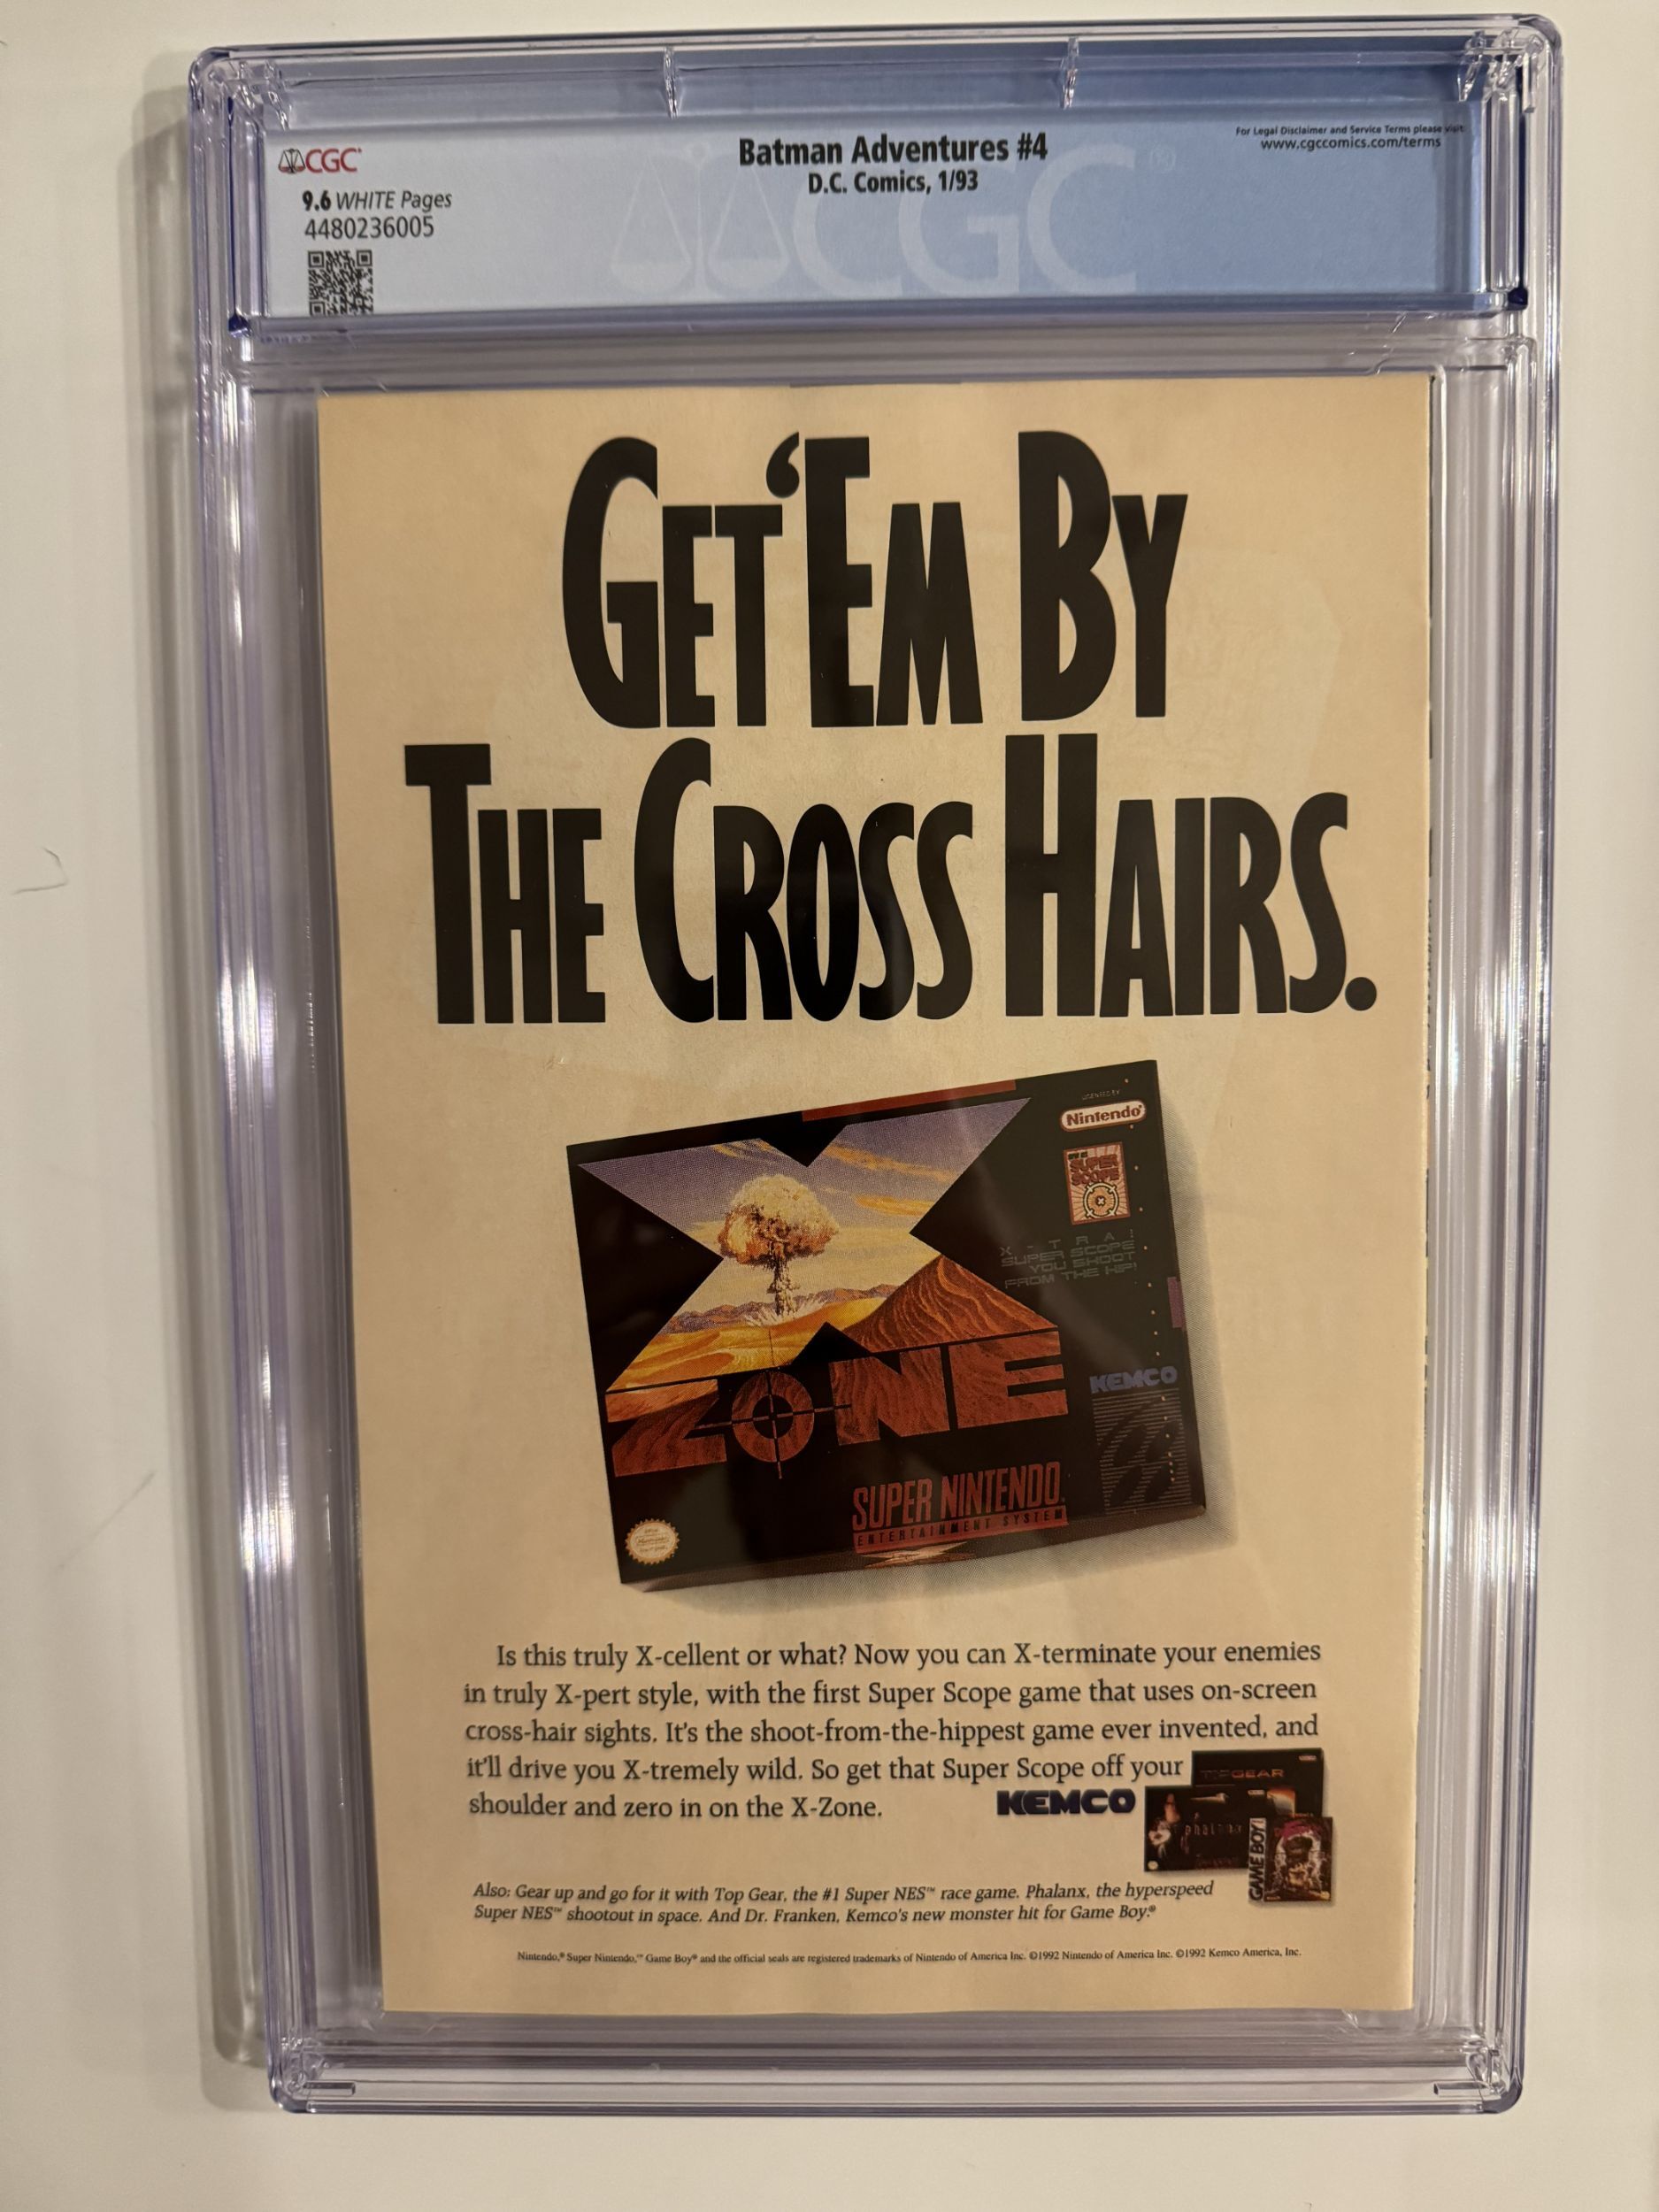 CGC
9.6 WHITE Pages
4480236005
Batman Adventures #4
D.C. Comics, 1/93
For Legal Disclaimer and Service Terms please visit
www.cgccomics.com/terms
CGC
GET 'EM BY
THE CROSS HAIRS.
Nintendo
SUPER
SCOPE
X-TRA!
SUPER SCOPE
YOU SHOOT
FROM THE HIP!
X
ZONE
KEMCO
SUPER NINTENDO
ENTERTAINMENT SYSTEM
Is this truly X-cellent or what? Now you can X-terminate your enemies
in truly X-pert style, with the first Super Scope game that uses on-screen
cross-hair sights. It's the shoot-from-the-hippest game ever invented, and
it'll drive you X-tremely wild. So get that Super Scope off your
shoulder and zero in on the X-Zone.
KEMCO
TOP GEAR
phalanx
GAME BOY
Also: Gear up and go for it with Top Gear, the #1 Super NES™ race game. Phalanx, the hyperspeed
Super NES™ shootout in space. And Dr. Franken, Kemco's new monster hit for Game Boy.®
Nintendo,® Super Nintendo,™ Game Boy® and the official seals are registered trademarks of Nintendo of America Inc. ©1992 Nintendo of America Inc. ©1992 Kemco America, Inc.